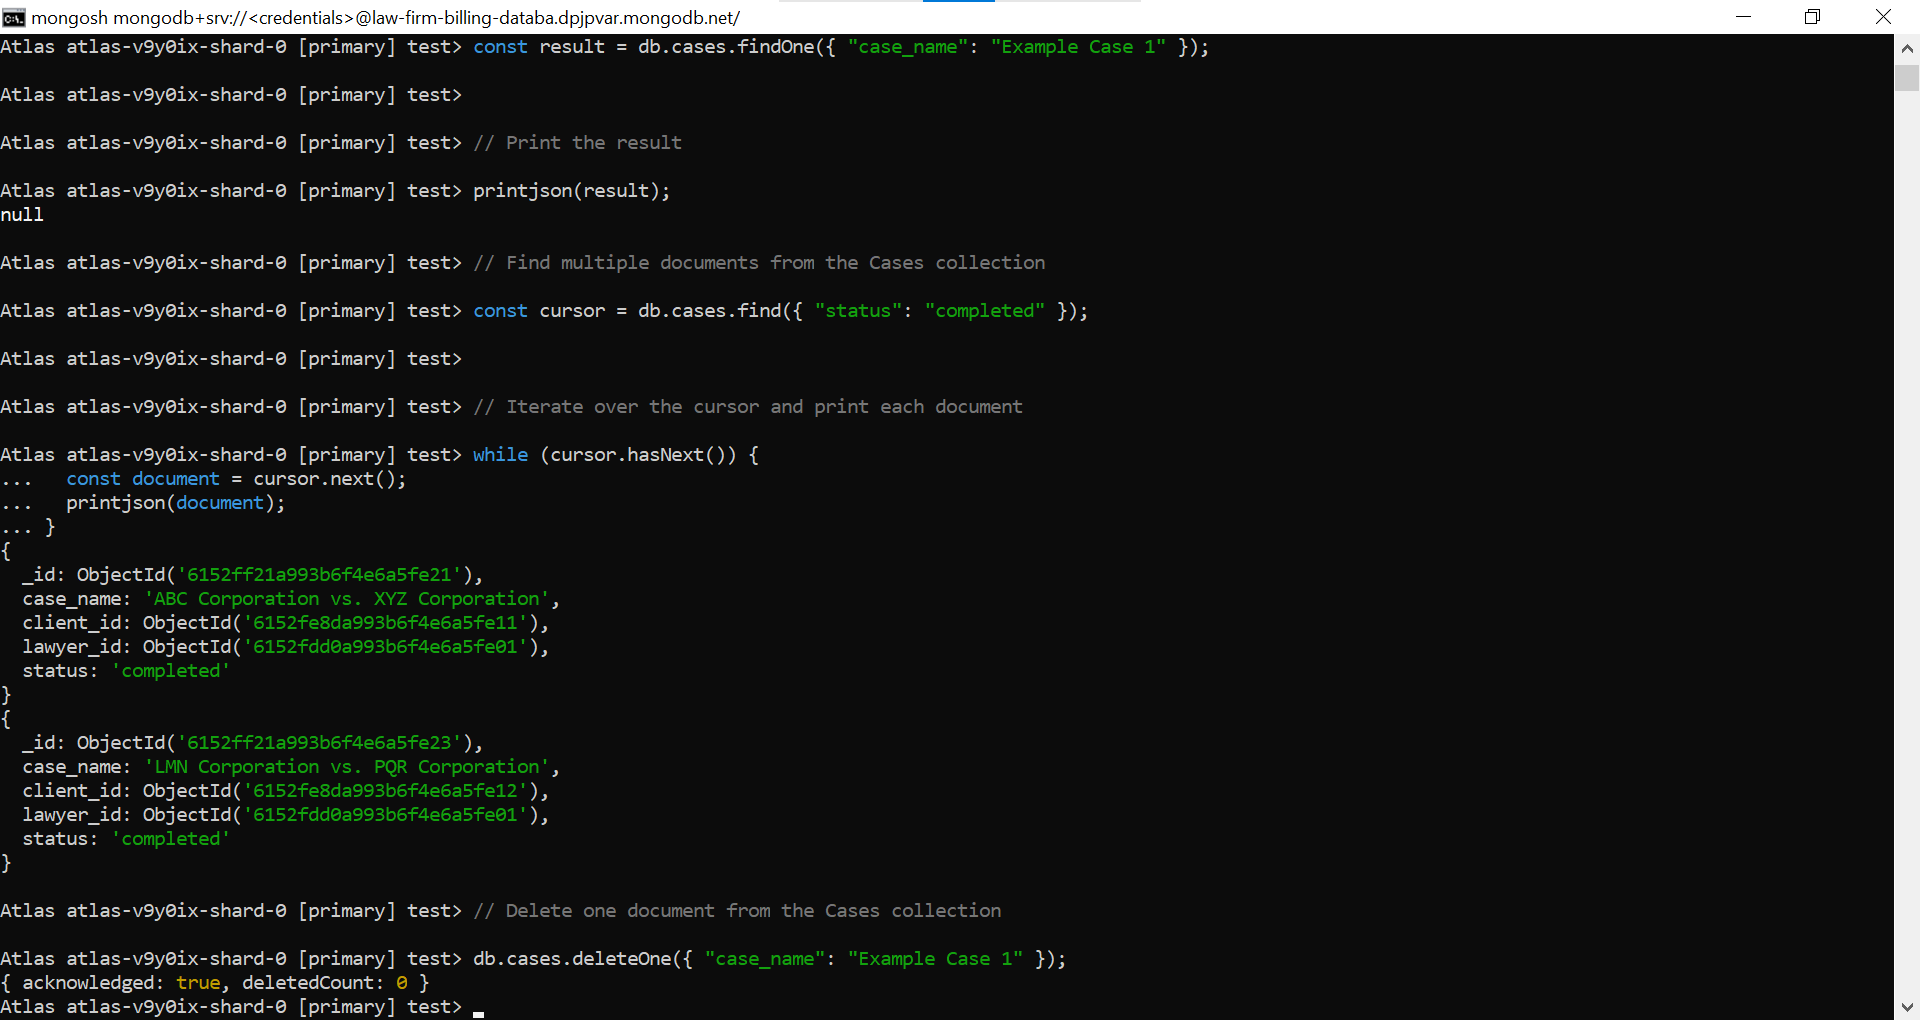 mongosh mongodb+srv://<credentials>@law-firm-billing-databa.dpjpvar.mongodb.net/
Atlas atlas-v9y0ix-shard-0 [primary] test> const result = db.cases.findOne({ "case_name": "Example Case 1" });
Atlas atlas-v9y0ix-shard-0 [primary] test>
Atlas atlas-v9y0ix-shard-0 [primary] test> // Print the result
Atlas atlas-v9y0ix-shard-0 [primary] test> printjson(result);
null
Atlas atlas-v9y0ix-shard-0 [primary] test> // Find multiple documents from the Cases collection
Atlas atlas-v9y0ix-shard-0 [primary] test> const cursor = db.cases.find({ "status": "completed" });
Atlas atlas-v9y0ix-shard-0 [primary] test>
Atlas atlas-v9y0ix-shard-0 [primary] test> // Iterate over the cursor and print each document
Atlas atlas-v9y0ix-shard-0 [primary] test> while (cursor.hasNext()) {
...   const document = cursor.next();
...   printjson(document);
... }
{
  _id: ObjectId('6152ff21a993b6f4e6a5fe21'),
  case_name: 'ABC Corporation vs. XYZ Corporation',
  client_id: ObjectId('6152fe8da993b6f4e6a5fe11'),
  lawyer_id: ObjectId('6152fdd0a993b6f4e6a5fe01'),
  status: 'completed'
}
{
  _id: ObjectId('6152ff21a993b6f4e6a5fe23'),
  case_name: 'LMN Corporation vs. PQR Corporation',
  client_id: ObjectId('6152fe8da993b6f4e6a5fe12'),
  lawyer_id: ObjectId('6152fdd0a993b6f4e6a5fe01'),
  status: 'completed'
}
Atlas atlas-v9y0ix-shard-0 [primary] test> // Delete one document from the Cases collection
Atlas atlas-v9y0ix-shard-0 [primary] test> db.cases.deleteOne({ "case_name": "Example Case 1" });
{ acknowledged: true, deletedCount: 0 }
Atlas atlas-v9y0ix-shard-0 [primary] test>